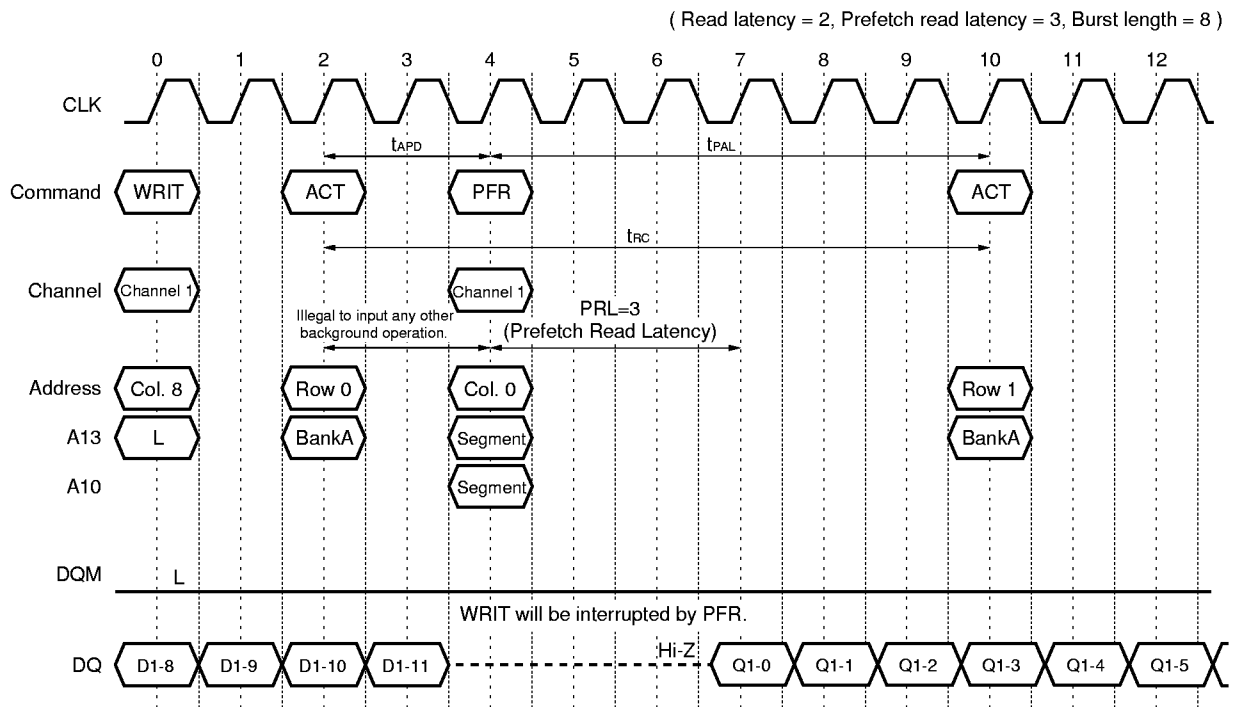 ( Read latency = 2, Prefetch read latency = 3, Burst length = 8 )
0 1 2 3 4 5 6 7 8 9 10 11 12
CLK
tAPD tPAL
Command WRIT ACT PFR ACT
tRC
Channel Channel 1 Channel 1
Illegal to input any other
background operation.
PRL=3
(Prefetch Read Latency)
Address Col. 8 Row 0 Col. 0 Row 1
A13 L BankA Segment BankA
A10 Segment
DQM L
WRIT will be interrupted by PFR.
Hi-Z
DQ D1-8 D1-9 D1-10 D1-11 Q1-0 Q1-1 Q1-2 Q1-3 Q1-4 Q1-5